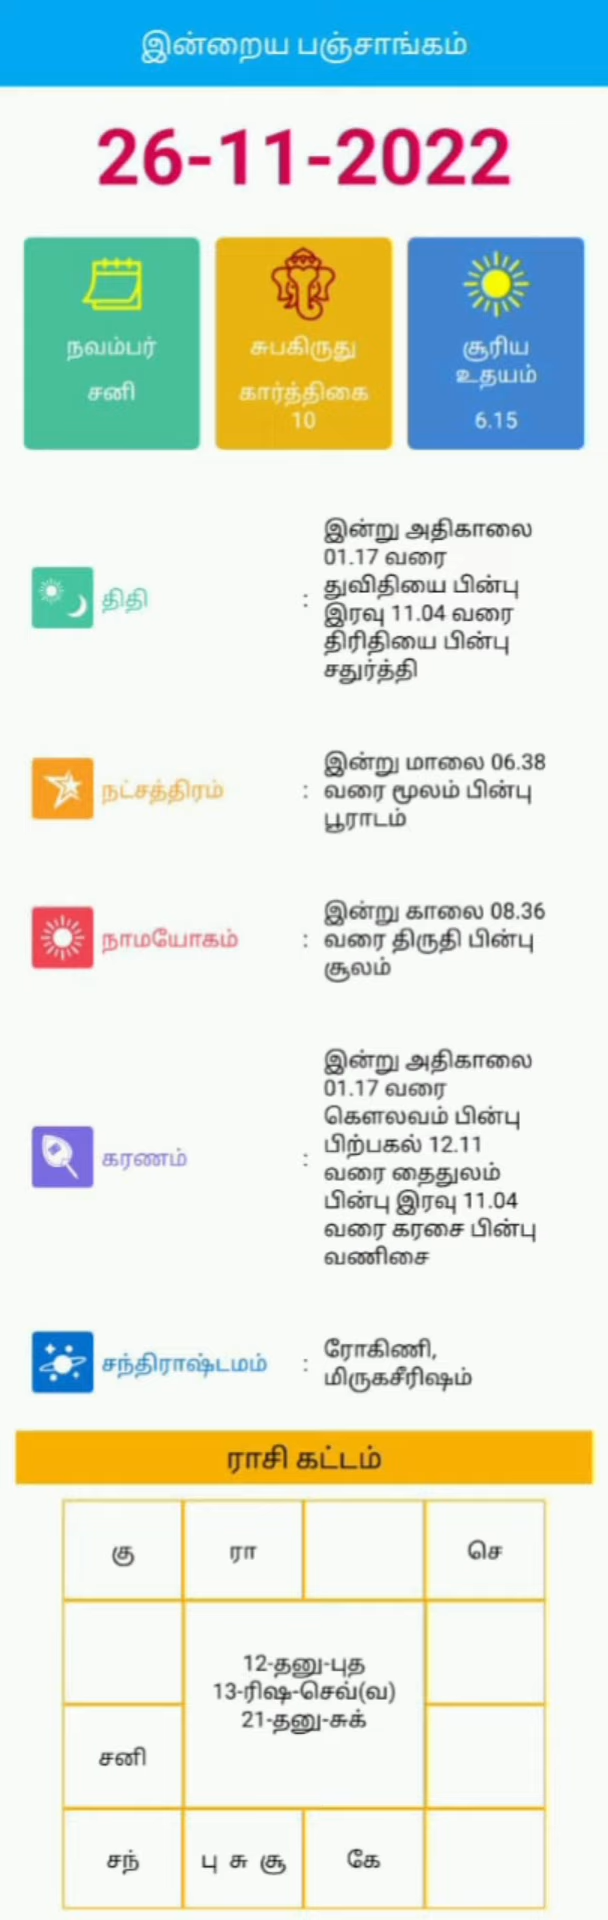 இன்றைய பஞ்சாங்கம்
26-11-2022
நவம்பர்
சனி
சுபகிருது
கார்த்திகை
10
சூரிய
உதயம்
6.15
திதி
:
இன்று அதிகாலை
01.17 வரை
துவிதியை பின்பு
இரவு 11.04 வரை
திரிதியை பின்பு
சதுர்த்தி
நட்சத்திரம்
:
இன்று மாலை 06.38
வரை மூலம் பின்பு
பூராடம்
நாமயோகம்
:
இன்று காலை 08.36
வரை திருதி பின்பு
சூலம்
கரணம்
:
இன்று அதிகாலை
01.17 வரை
கௌலவம் பின்பு
பிற்பகல் 12.11
வரை தைதுலம்
பின்பு இரவு 11.04
வரை கரசை பின்பு
வணிசை
சந்திராஷ்டமம்
:
ரோகிணி,
மிருகசீரிஷம்
ராசி கட்டம்
கு
ரா
செ
12-தனு-புத
13-ரிஷ-செவ்(வ)
21-தனு-சுக்
சனி
சந்
பு சு சூ
கே